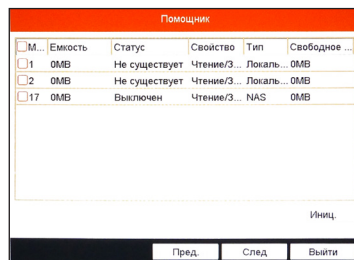 Помощник
М... Емкость Статус Свойство Тип Свободное ...
1 0MB Не существует Чтение/З... Локаль... 0MB
2 0MB Не существует Чтение/З... Локаль... 0MB
17 0MB Выключен Чтение/З... NAS 0MB
Иниц.
Пред. След Выйти